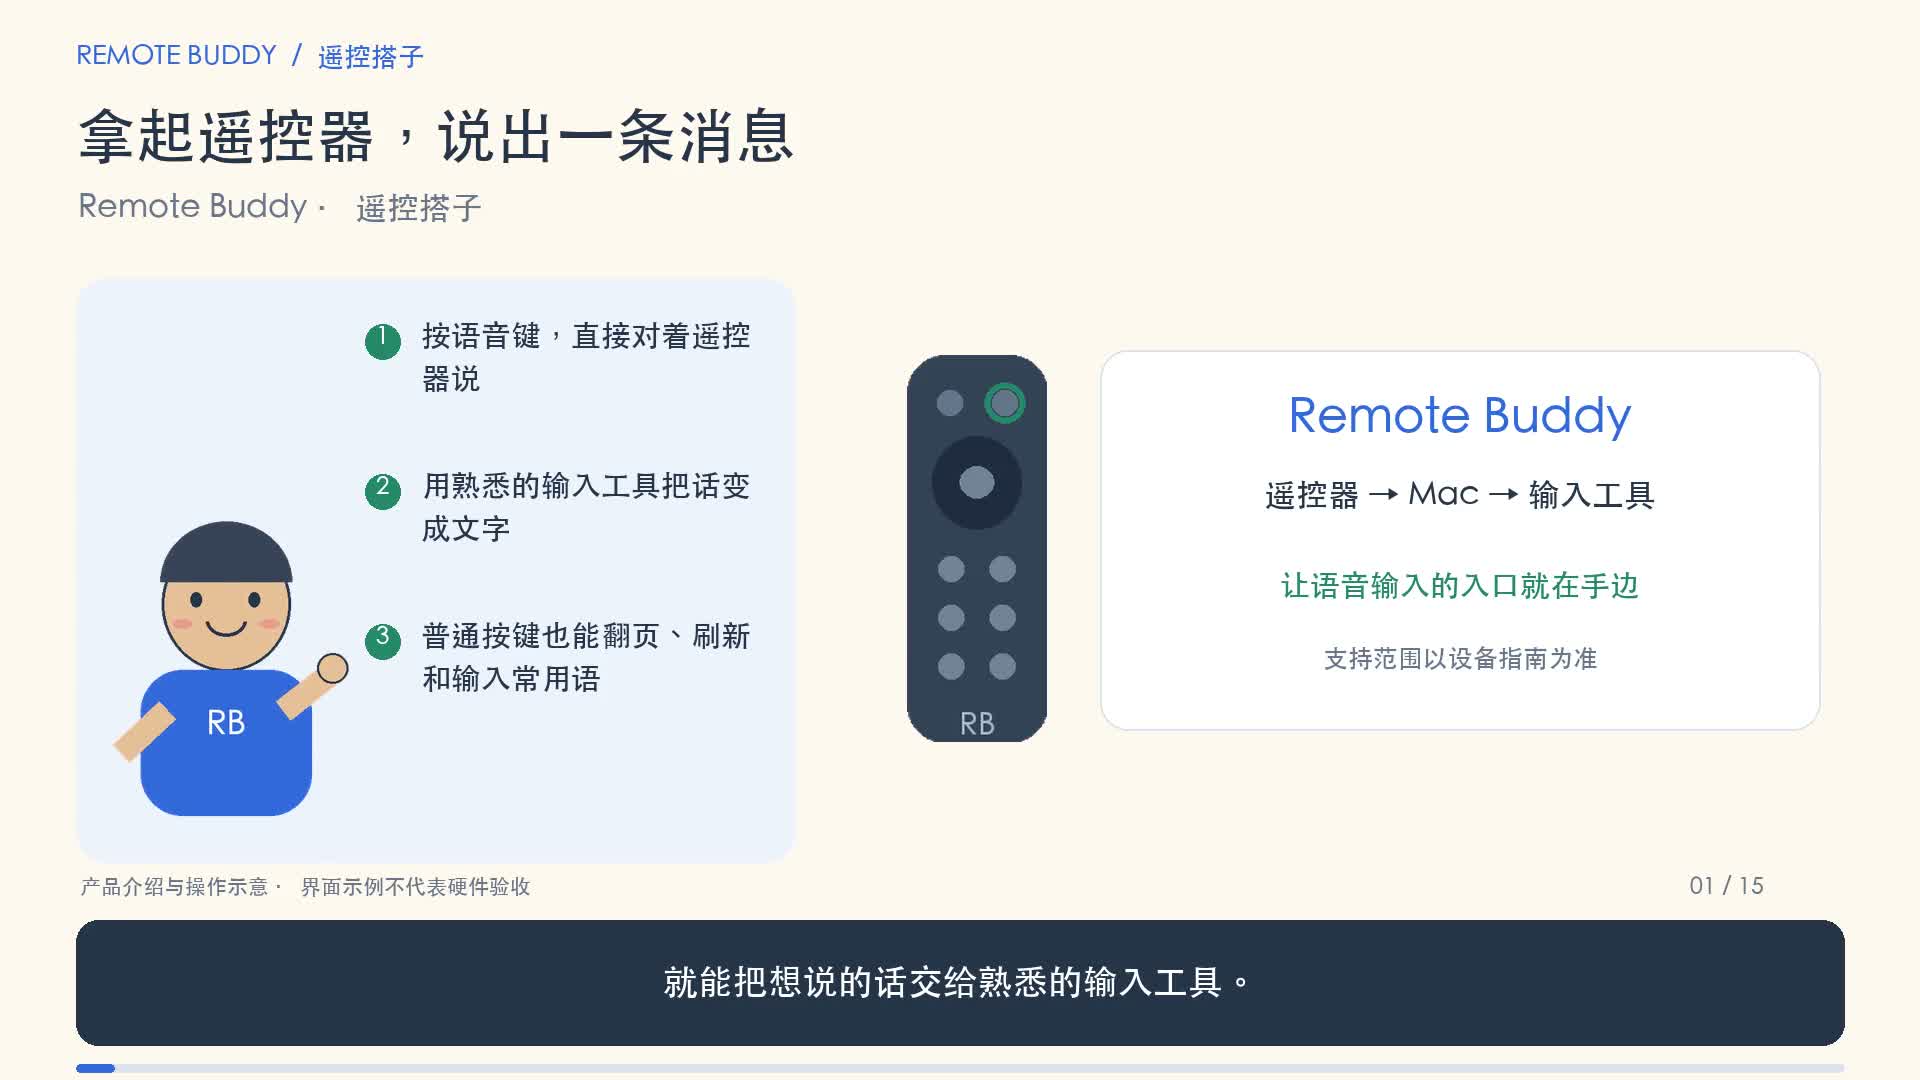 REMOTE BUDDY / 遥控搭子
拿起遥控器，说出一条消息
Remote Buddy · 遥控搭子
1 按语音键，直接对着遥控
器说
2 用熟悉的输入工具把话变
成文字
3 普通按键也能翻页、刷新
和输入常用语
RB
RB
Remote Buddy
遥控器 → Mac → 输入工具
让语音输入的入口就在手边
支持范围以设备指南为准
产品介绍与操作示意 · 界面示例不代表硬件验收
01 / 15
就能把想说的话交给熟悉的输入工具。